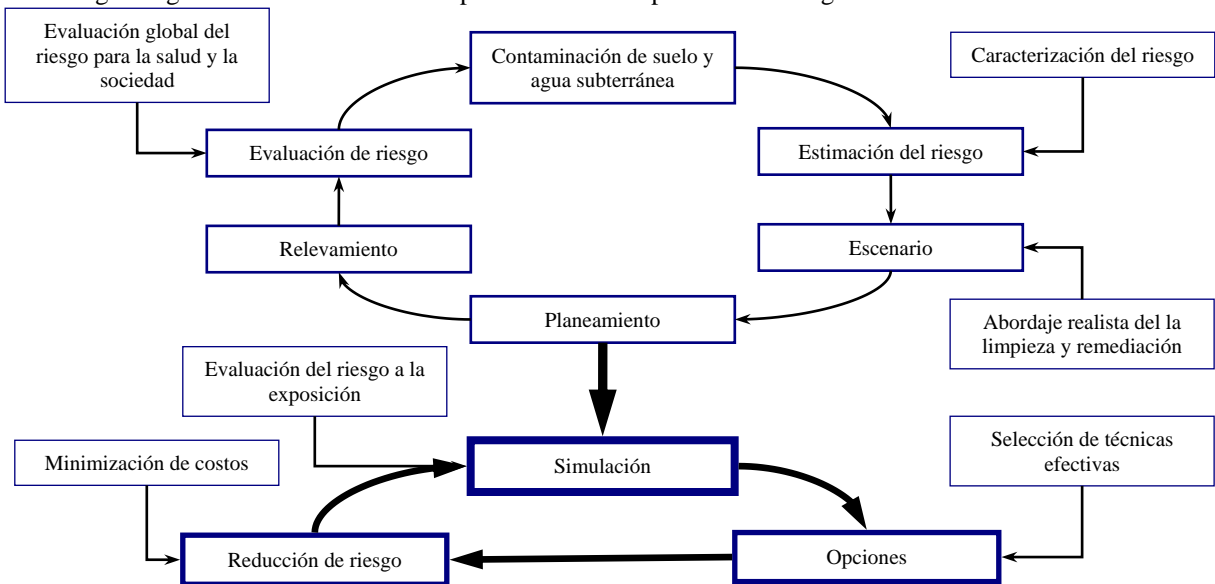 Evaluación global del
riesgo para la salud y la
sociedad
Contaminación de suelo y
agua subterránea
Caracterización del riesgo
Evaluación de riesgo
Estimación del riesgo
Relevamiento
Escenario
Planeamiento
Abordaje realista del la
limpieza y remediación
Evaluación del riesgo a la
exposición
Selección de técnicas
efectivas
Minimización de costos
Simulación
Reducción de riesgo
Opciones